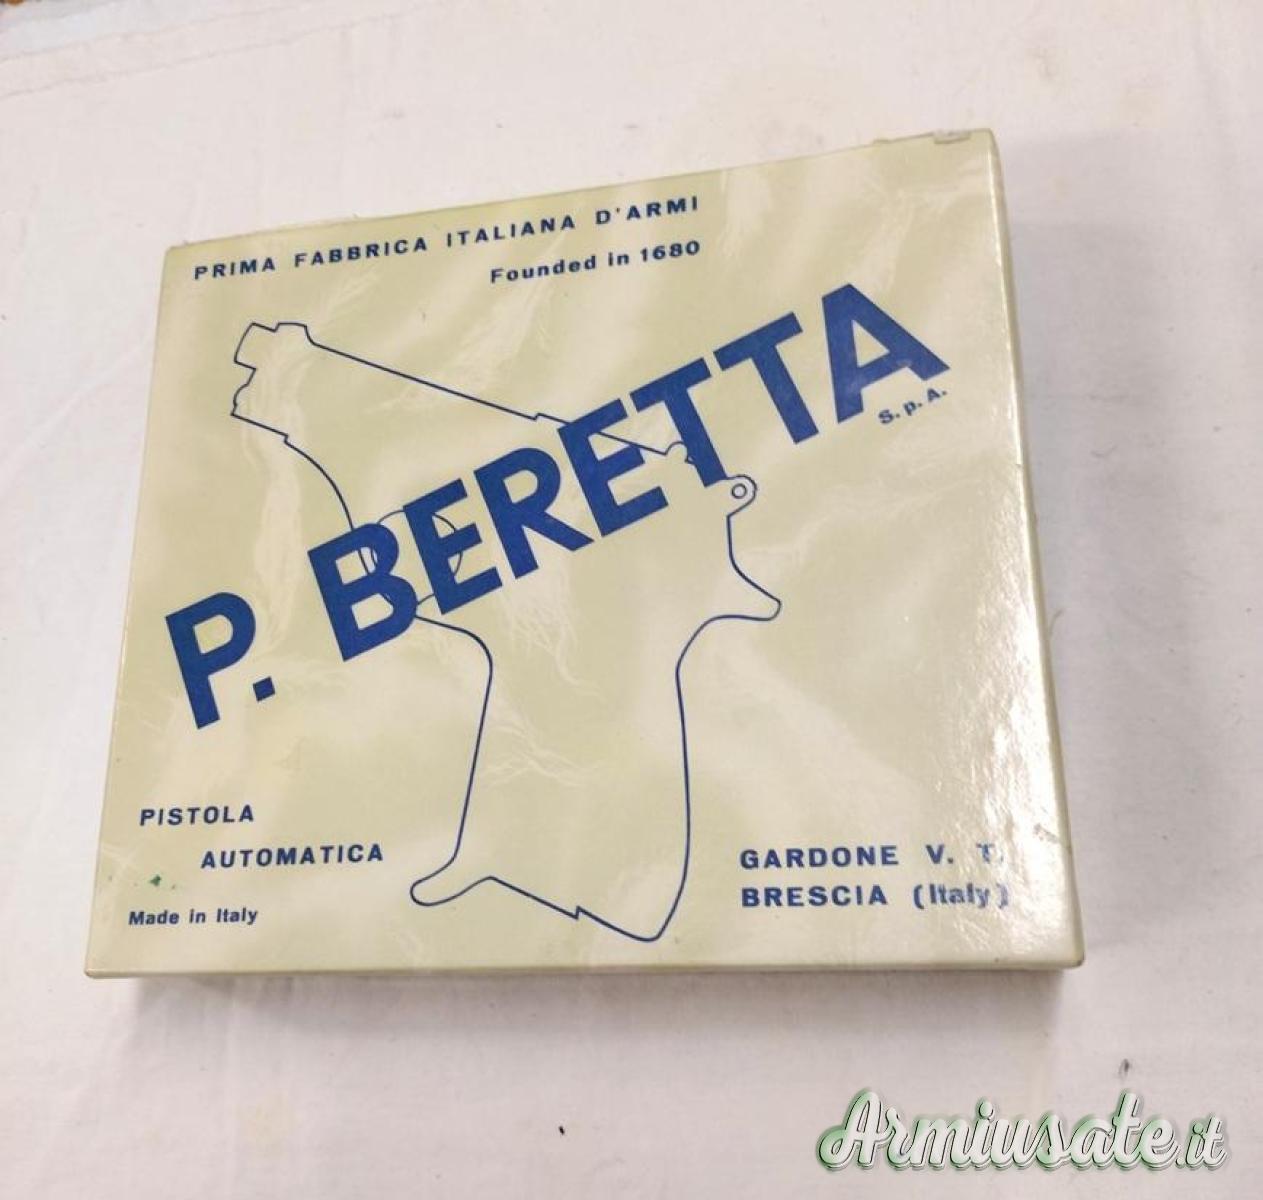 PRIMA FABBRICA ITALIANA D'ARMI
Founded in 1680
P. BERETTA
S.p.A.
PISTOLA
AUTOMATICA
Made in Italy
GARDONE V. T.
BRESCIA (Italy)
Armiusate.it